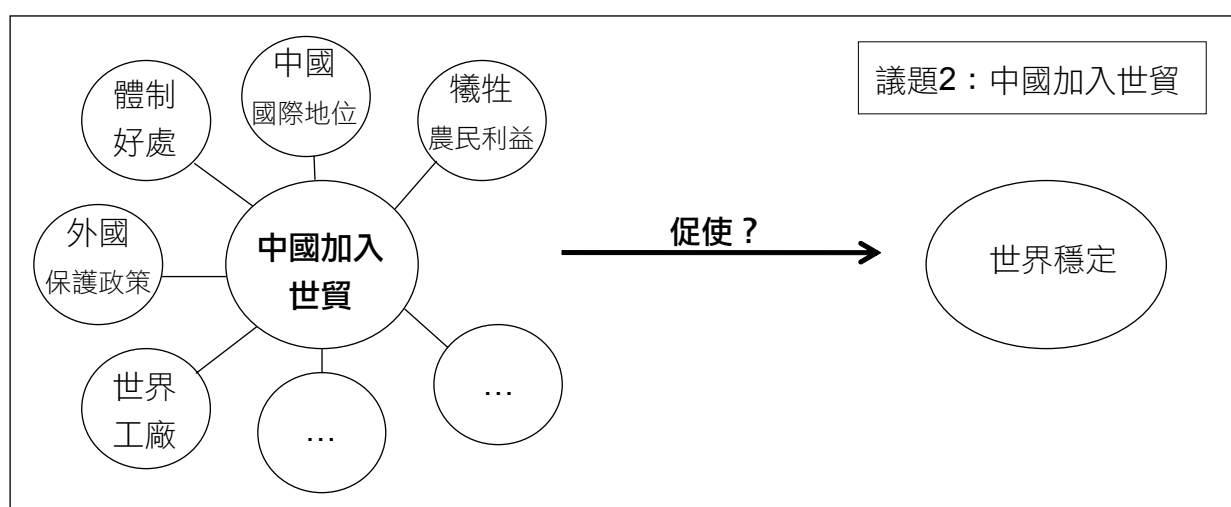 議題2：中國加入世貿
中國
國際地位
體制
好處
犧牲
農民利益
外國
保護政策
中國加入
世貿
世界
工廠
…
…
促使？
世界穩定